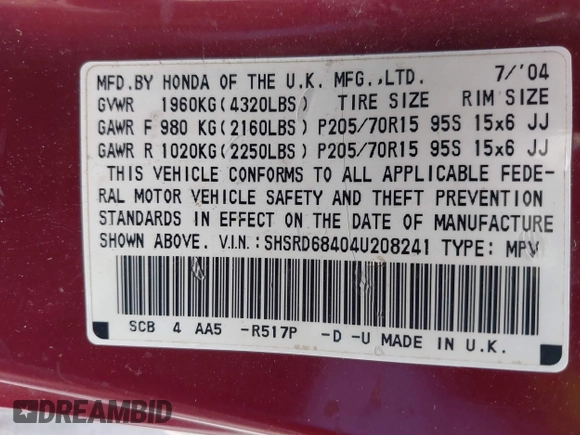 MFD.BY HONDA OF THE U.K. MFG.,LTD. 7/'04
GVWR 1960KG(4320LBS) TIRE SIZE RIM SIZE
GAWR F 980 KG(2160LBS) P205/70R15 95S 15x6 JJ
GAWR R 1020KG(2250LBS) P205/70R15 95S 15x6 JJ
THIS VEHICLE CONFORMS TO ALL APPLICABLE FEDE-
RAL MOTOR VEHICLE SAFETY AND THEFT PREVENTION
STANDARDS IN EFFECT ON THE DATE OF MANUFACTURE
SHOWN ABOVE. V.I.N.:SHSRD68404U208241 TYPE: MPV
SCB 4 AA5 -R517P -D -U MADE IN U.K.
DREAMBID